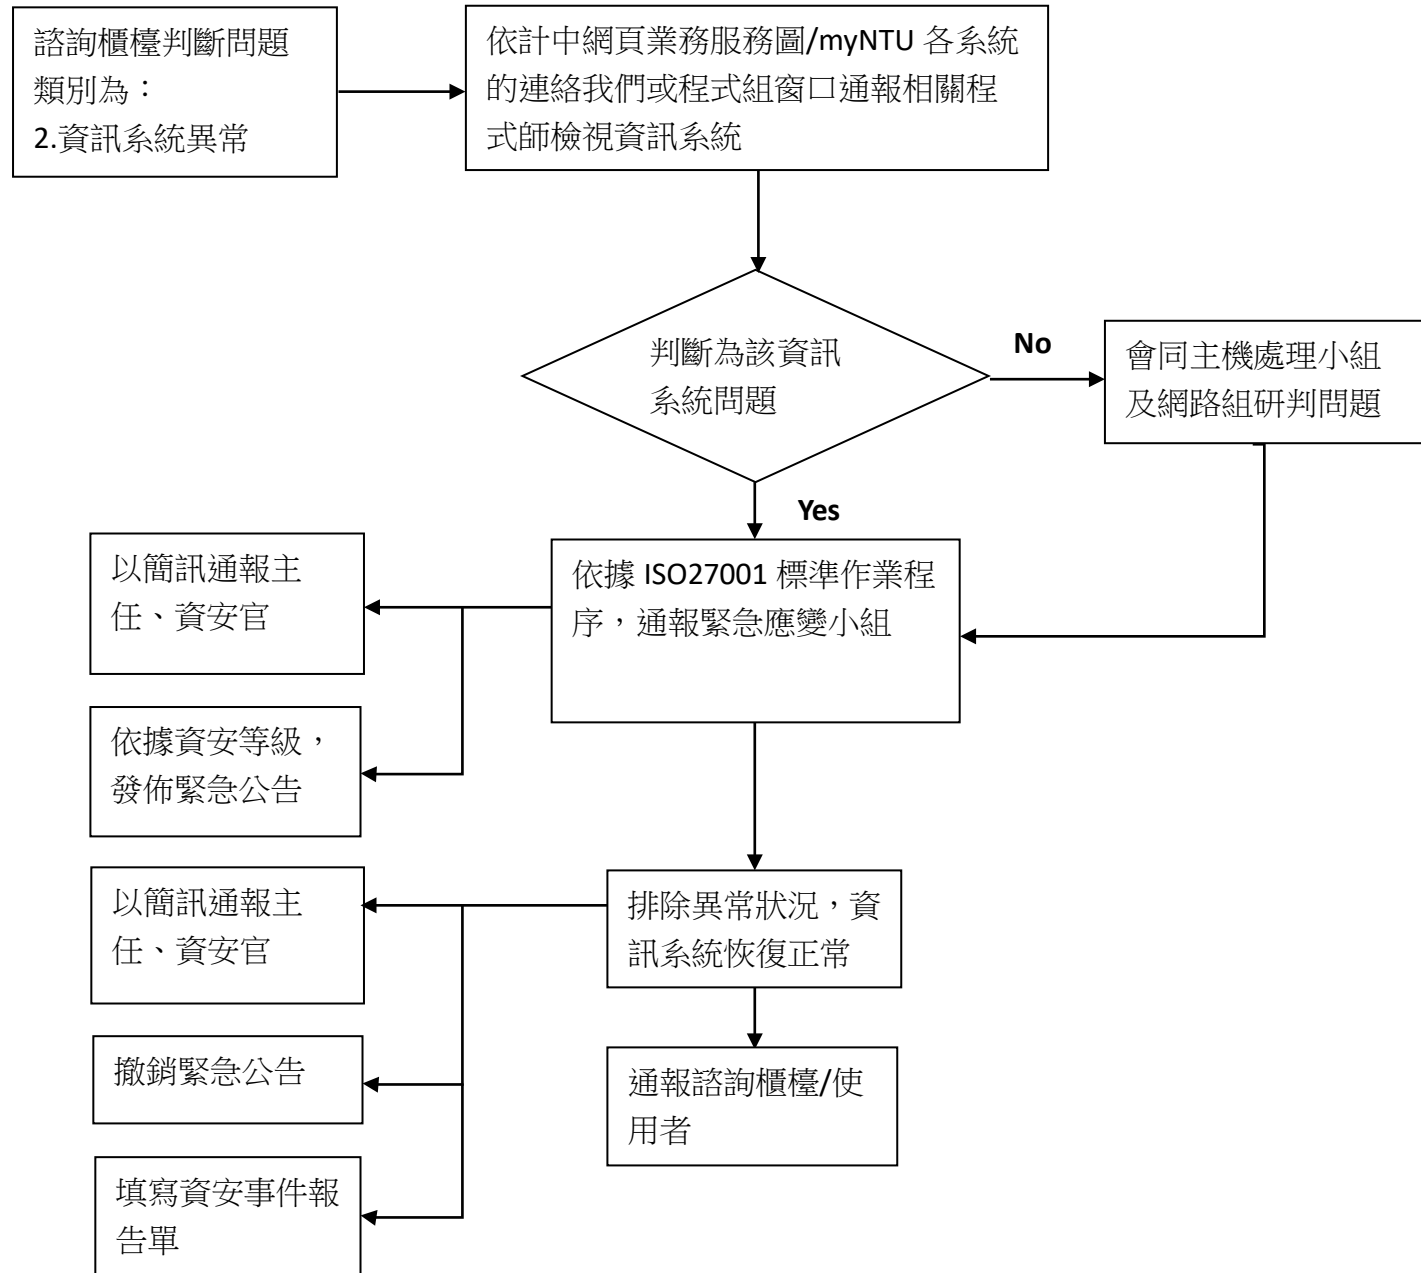 諮詢櫃檯判斷問題
類別為：
2.資訊系統異常
依計中網頁業務服務圖/myNTU 各系統
的連絡我們或程式組窗口通報相關程
式師檢視資訊系統
判斷為該資訊
系統問題
No
會同主機處理小組
及網路組研判問題
Yes
依據 ISO27001 標準作業程
序，通報緊急應變小組
以簡訊通報主
任、資安官
依據資安等級，
發佈緊急公告
排除異常狀況，資
訊系統恢復正常
以簡訊通報主
任、資安官
撤銷緊急公告
填寫資安事件報
告單
通報諮詢櫃檯/使
用者